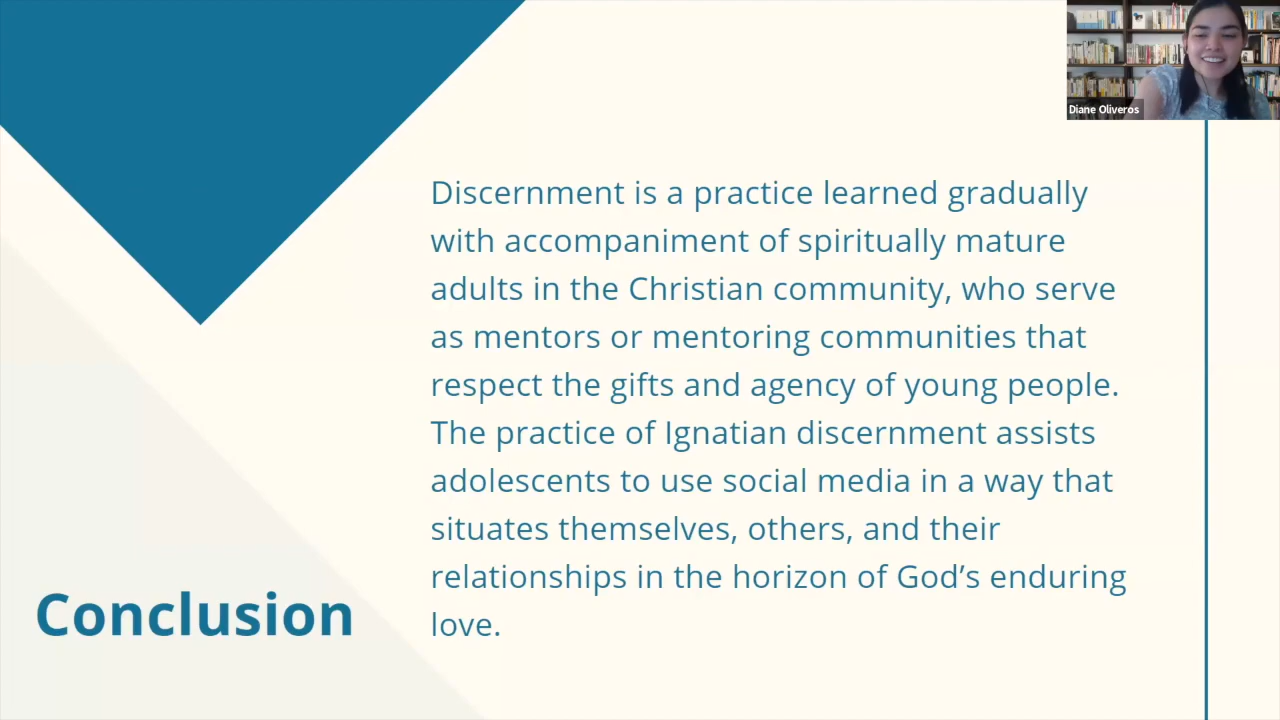 Diane Oliveros
Discernment is a practice learned gradually
with accompaniment of spiritually mature
adults in the Christian community, who serve
as mentors or mentoring communities that
respect the gifts and agency of young people.
The practice of Ignatian discernment assists
adolescents to use social media in a way that
situates themselves, others, and their
relationships in the horizon of God’s enduring
love.
Conclusion